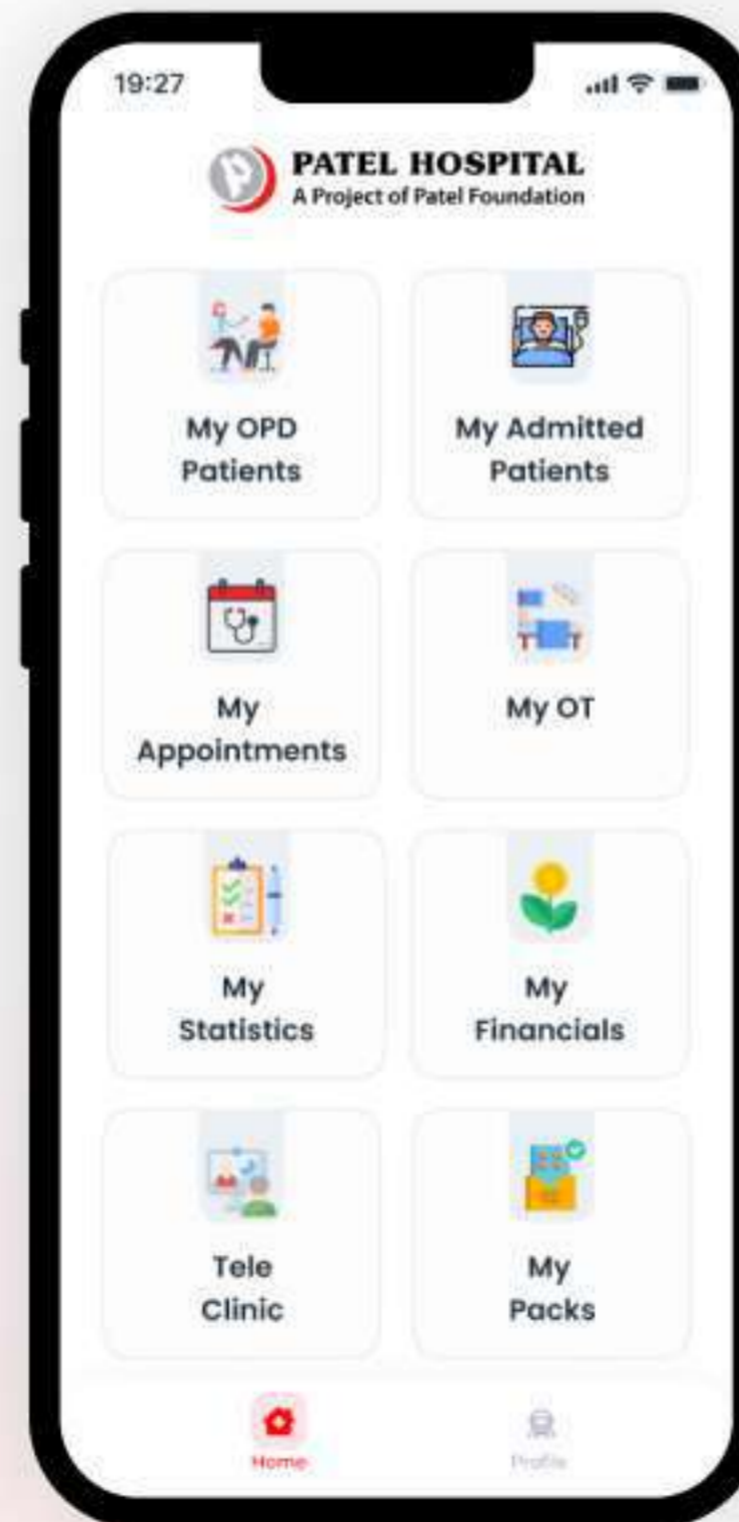 19:27
PATEL HOSPITAL
A Project of Patel Foundation
My OPD
Patients
My Admitted
Patients
My
Appointments
My OT
My
Statistics
My
Financials
Tele
Clinic
My
Packs
Home
Profile